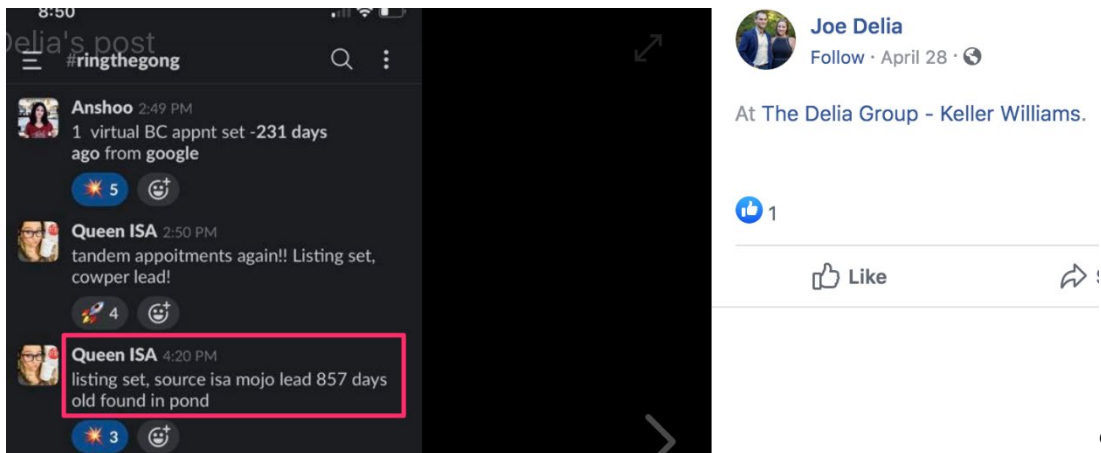 8:50
Delia's post
#ringthegong
Anshoo 2:49 PM
1 virtual BC appnt set -231 days
ago from google
5
Queen ISA 2:50 PM
tandem appoitments again!! Listing set,
cowper lead!
4
Queen ISA 4:20 PM
listing set, source isa mojo lead 857 days
old found in pond
3
Joe Delia
Follow · April 28 ·
At The Delia Group - Keller Williams.
1
Like